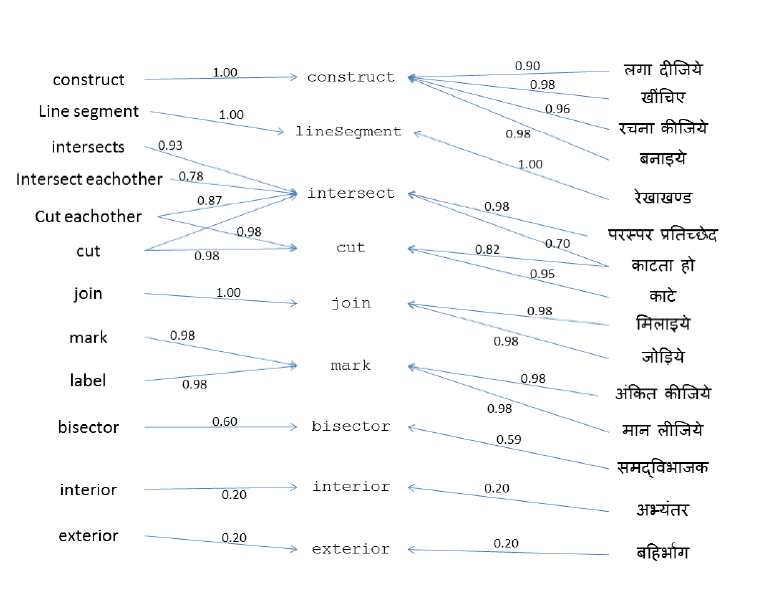 construct 1.00 construct 0.90 लगा दीजिये
0.98 खींचिए
Line segment 1.00 lineSegment 0.96 रचना कीजिये
intersects 0.93 0.98 बनाइये
Intersect eachother 0.78 intersect 1.00 रेखाखण्ड
Cut eachother 0.87 0.98 परस्पर प्रतिच्छेद
0.98 0.70
cut 0.98 cut 0.82 काटता हो
0.95 काटे
join 1.00 join 0.98 मिलाइये
mark 0.98 0.98 जोड़िये
label 0.98 mark 0.98 अंकित कीजिये
0.98 मान लीजिये
bisector 0.60 bisector 0.59 समद्विभाजक
interior 0.20 interior 0.20 अभ्यंतर
exterior 0.20 exterior 0.20 बहिर्भाग